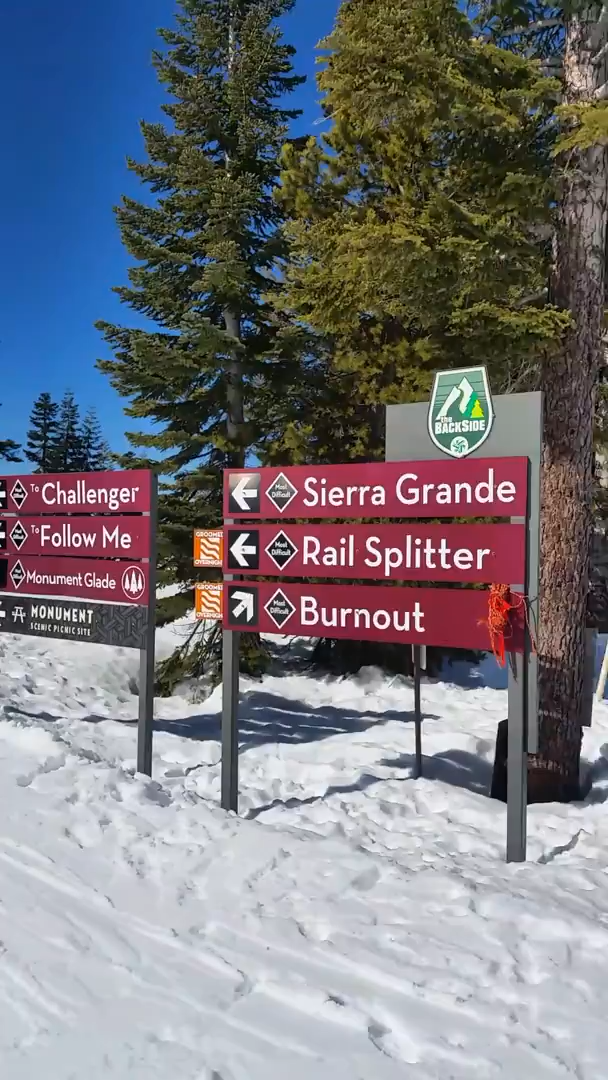 To Challenger
To Follow Me
Monument Glade
MONUMENT
SCENIC PICNIC SITE
the
BACKSIDE
Most Difficult Sierra Grande
GROOMED OVERNIGHT
Most Difficult Rail Splitter
GROOMED OVERNIGHT
Most Difficult Burnout